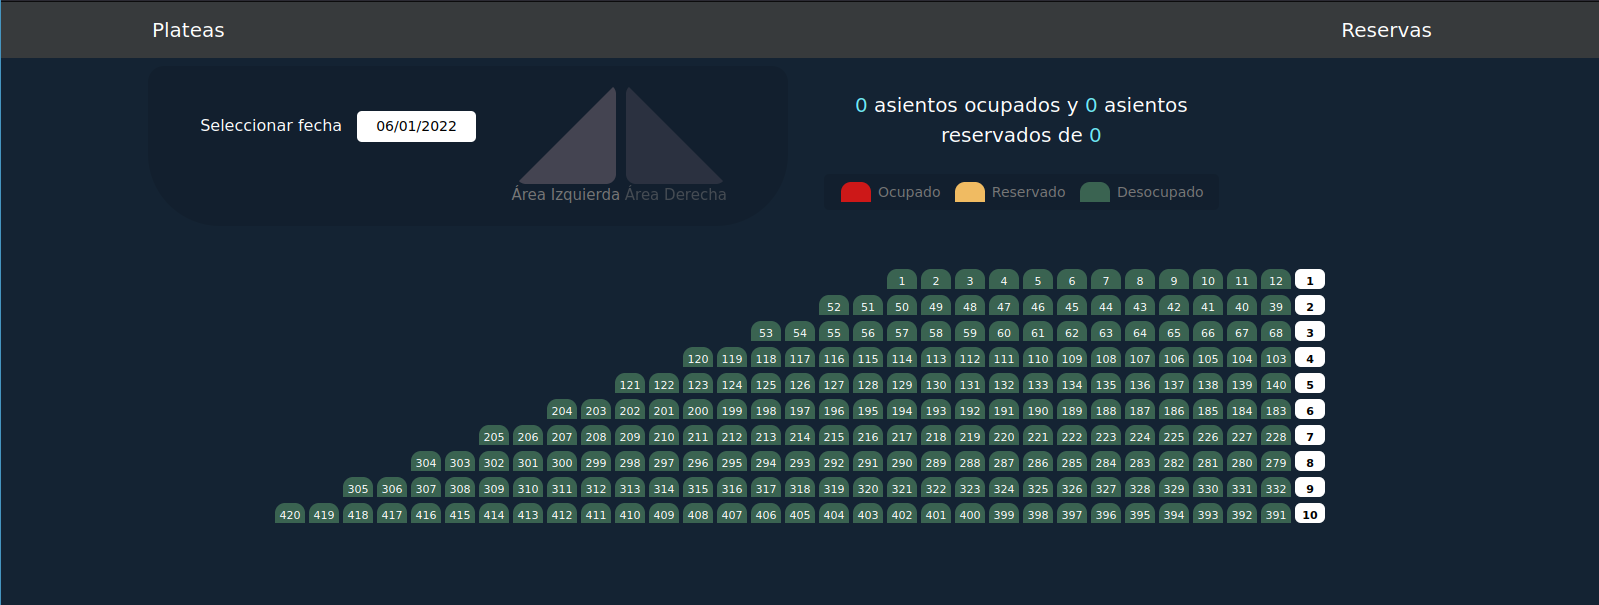 Plateas Reservas
Seleccionar fecha 06/01/2022
Área Izquierda Área Derecha
0 asientos ocupados y 0 asientos
reservados de 0
Ocupado Reservado Desocupado
1 2 3 4 5 6 7 8 9 10 11 12 1
52 51 50 49 48 47 46 45 44 43 42 41 40 39 2
53 54 55 56 57 58 59 60 61 62 63 64 65 66 67 68 3
120 119 118 117 116 115 114 113 112 111 110 109 108 107 106 105 104 103 4
121 122 123 124 125 126 127 128 129 130 131 132 133 134 135 136 137 138 139 140 5
204 203 202 201 200 199 198 197 196 195 194 193 192 191 190 189 188 187 186 185 184 183 6
205 206 207 208 209 210 211 212 213 214 215 216 217 218 219 220 221 222 223 224 225 226 227 228 7
304 303 302 301 300 299 298 297 296 295 294 293 292 291 290 289 288 287 286 285 284 283 282 281 280 279 8
305 306 307 308 309 310 311 312 313 314 315 316 317 318 319 320 321 322 323 324 325 326 327 328 329 330 331 332 9
420 419 418 417 416 415 414 413 412 411 410 409 408 407 406 405 404 403 402 401 400 399 398 397 396 395 394 393 392 391 10